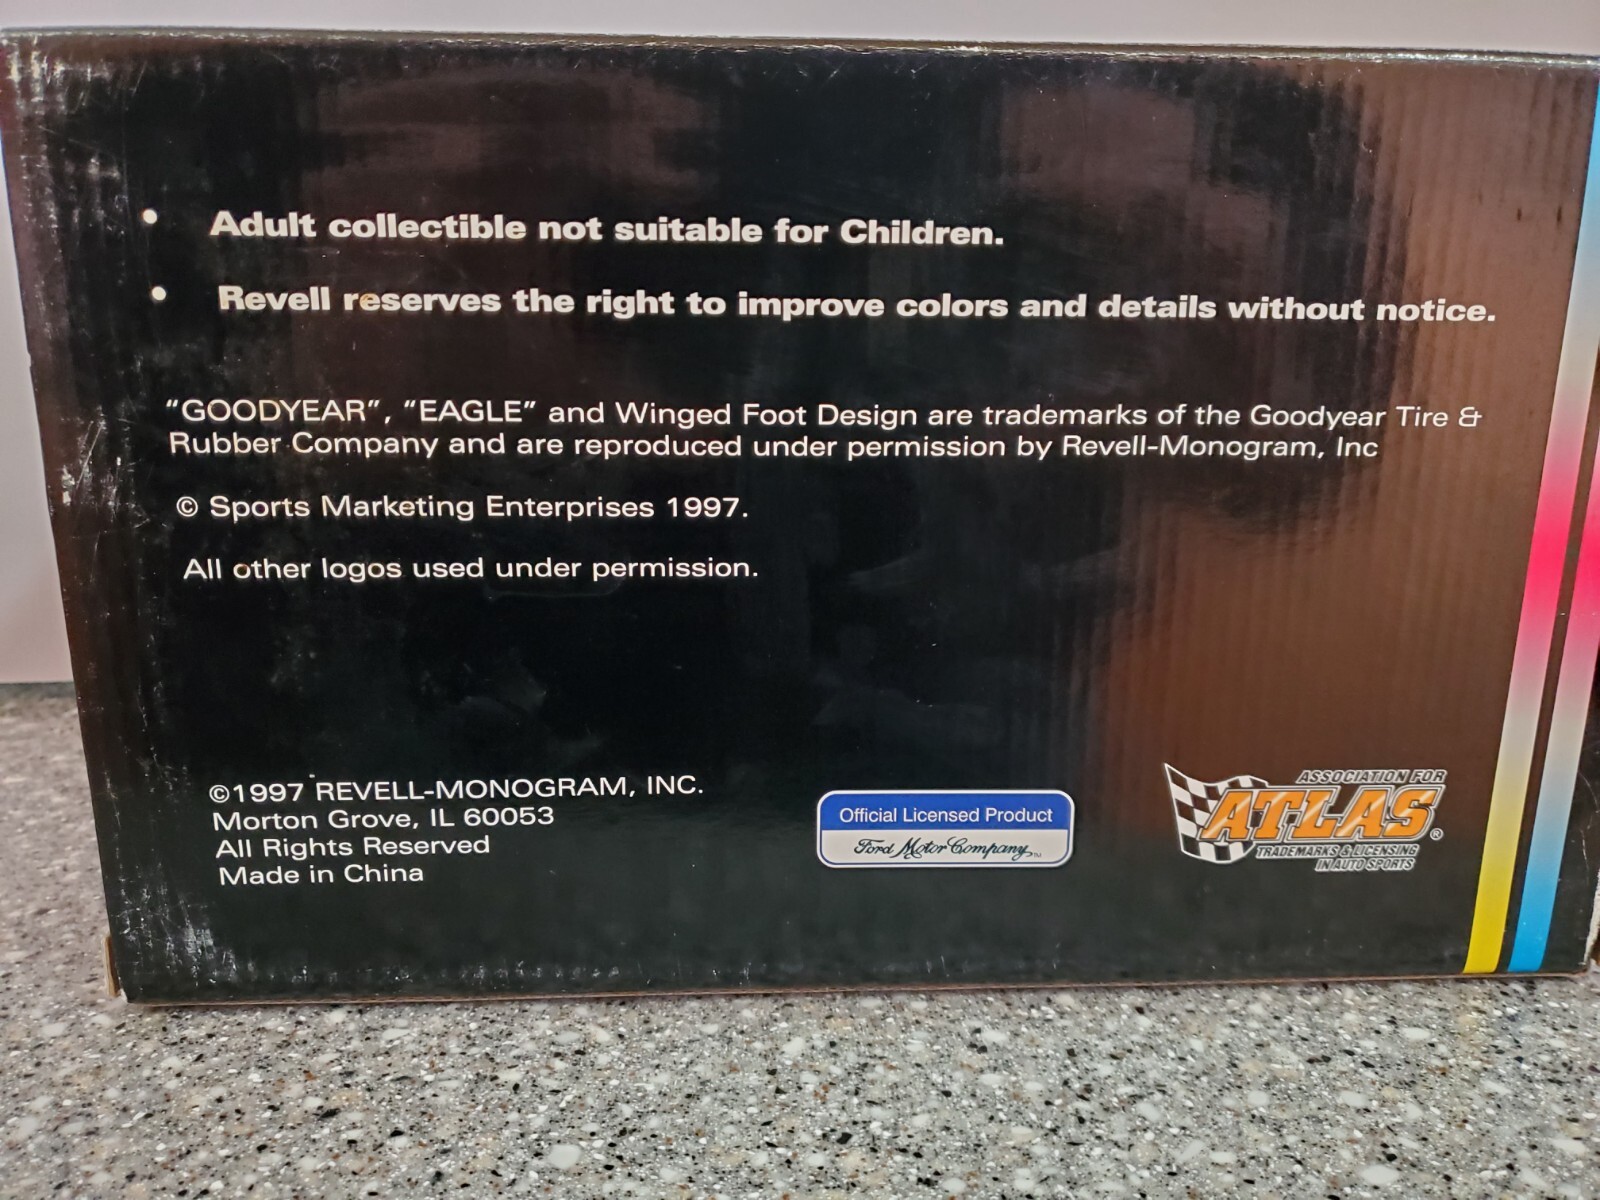 • Adult collectible not suitable for Children.
• Revell reserves the right to improve colors and details without notice.
“GOODYEAR”, “EAGLE” and Winged Foot Design are trademarks of the Goodyear Tire &
Rubber Company and are reproduced under permission by Revell-Monogram, Inc
© Sports Marketing Enterprises 1997.
All other logos used under permission.
©1997 REVELL-MONOGRAM, INC.
Morton Grove, IL 60053
All Rights Reserved
Made in China
Official Licensed Product
Ford Motor Company™
ASSOCIATION FOR
ATLAS®
TRADEMARKS & LICENSING
IN AUTO SPORTS